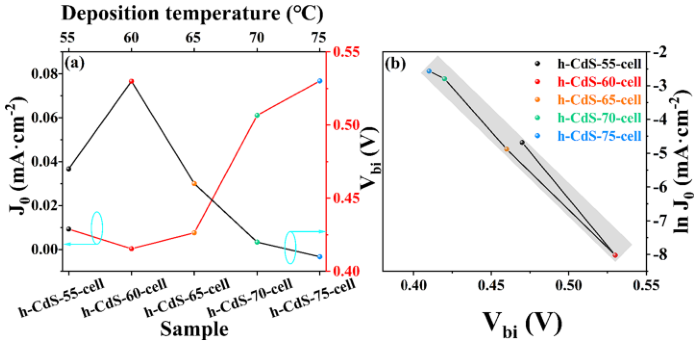 Deposition temperature (°C)
55 60 65 70 75
(a)
0.08
0.06
0.04
0.02
0.00
J0 (mA·cm-2)
0.55
0.50
0.45
0.40
Vbi (V)
h-CdS-55-cell
h-CdS-60-cell
h-CdS-65-cell
h-CdS-70-cell
h-CdS-75-cell
Sample
(b)
h-CdS-55-cell
h-CdS-60-cell
h-CdS-65-cell
h-CdS-70-cell
h-CdS-75-cell
-2
-3
-4
-5
-6
-7
-8
ln J0 (mA·cm-2)
0.40 0.45 0.50 0.55
Vbi (V)